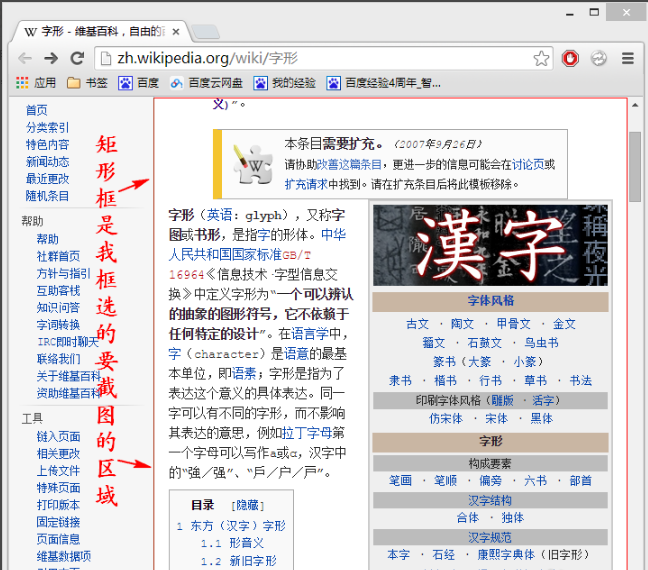 字形 - 维基百科，自由的
zh.wikipedia.org/wiki/字形
应用 书签 百度 百度云网盘 我的经验 百度经验4周年_智...
首页
分类索引
特色内容
新闻动态
最近更改
随机条目
帮助
帮助
社群首页
方针与指引
互助客栈
知识问答
字词转换
IRC即时聊天
联络我们
关于维基百科
资助维基百科
工具
链入页面
相关更改
上传文件
特殊页面
打印版本
固定链接
页面信息
维基数据项
矩形框是我框选的要截图的区域
义)”。
本条目需要扩充。（2007年9月26日）
请协助改善这篇条目，更进一步的信息可能会在讨论页或
扩充请求中找到。请在扩充条目后将此模板移除。
字形（英语：glyph），又称字
图或书形，是指字的形体。中华
人民共和国国家标准GB/T
16964《信息技术·字型信息交
换》中定义字形为“一个可以辨认
的抽象的图形符号，它不依赖于
任何特定的设计”。在语言学中，
字（character）是语意的最基
本单位，即语素；字形是指为了
表达这个意义的具体表达。同一
字可以有不同的字形，而不影响
其表达的意思，例如拉丁字母第
一个字母可以写作a或ɑ，汉字中
的“强／強”、“戶／户／戸”。
目录 [隐藏]
1 东方（汉字）字形
1.1 形音义
1.2 新旧字形
漢字
字体风格
古文 · 陶文 · 甲骨文 · 金文
籀文 · 石鼓文 · 鸟虫书
篆书（大篆 · 小篆）
隶书 · 楷书 · 行书 · 草书 · 书法
印刷字体风格（雕版 · 活字）
仿宋体 · 宋体 · 黑体
字形
构成要素
笔画 · 笔顺 · 偏旁 · 六书 · 部首
汉字结构
合体 · 独体
汉字规范
本字 · 石经 · 康熙字典体（旧字形）